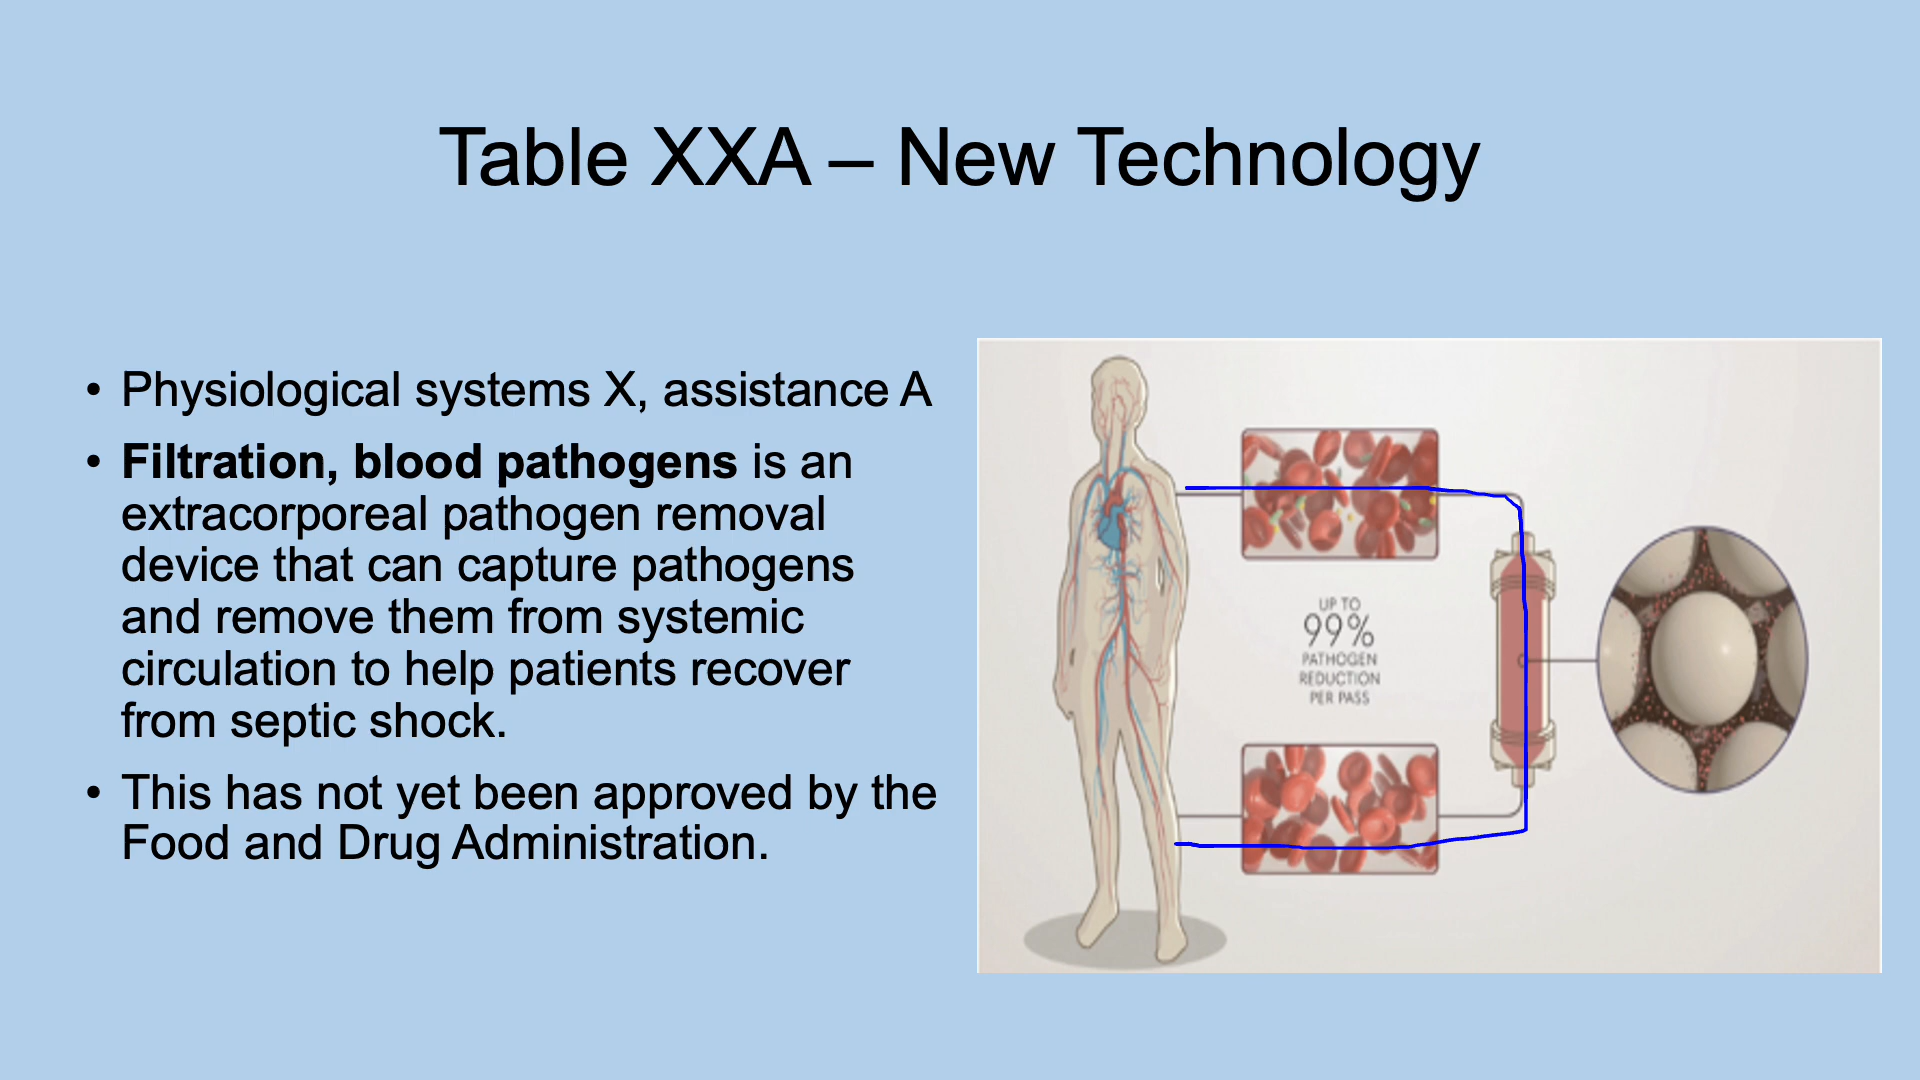 Table XXA – New Technology
• Physiological systems X, assistance A
• Filtration, blood pathogens is an
extracorporeal pathogen removal
device that can capture pathogens
and remove them from systemic
circulation to help patients recover
from septic shock.
• This has not yet been approved by the
Food and Drug Administration.
UP TO
99%
PATHOGEN
REDUCTION
PER PASS